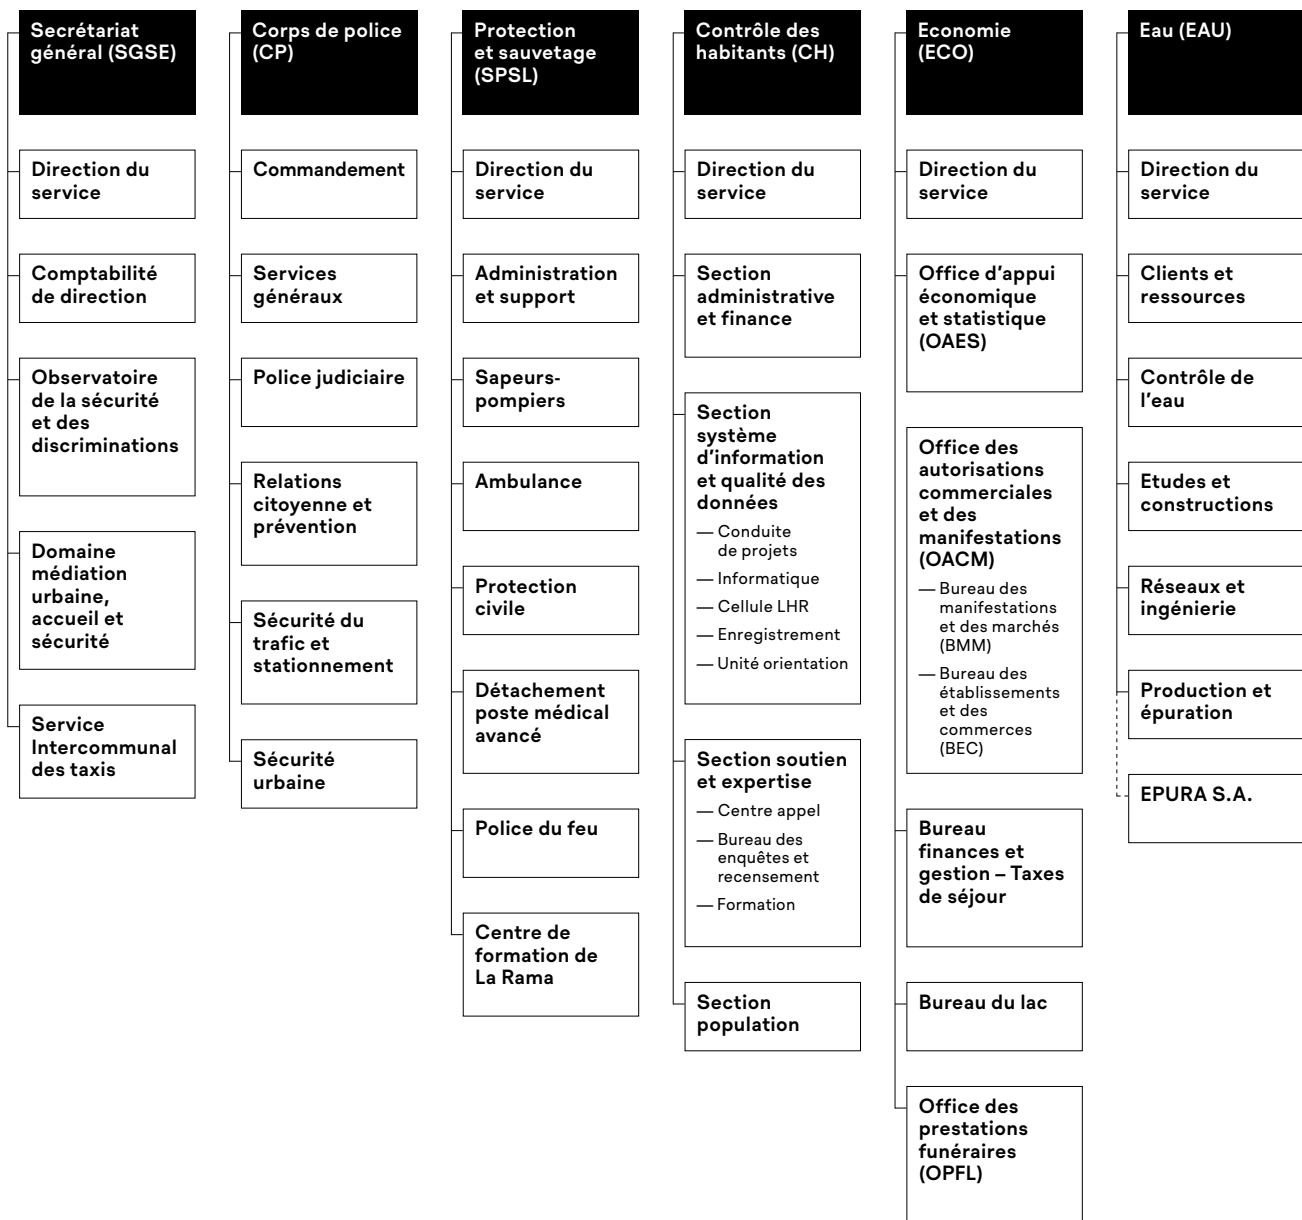 Secrétariat
général (SGSE)
Direction du
service
Comptabilité
de direction
Observatoire
de la sécurité
et des
discriminations
Domaine
médiation
urbaine,
accueil et
sécurité
Service
Intercommunal
des taxis
Corps de police
(CP)
Commandement
Services
généraux
Police judiciaire
Relations
citoyenne et
prévention
Sécurité du
trafic et
stationnement
Sécurité
urbaine
Protection
et sauvetage
(SPSL)
Direction du
service
Administration
et support
Sapeurs-
pompiers
Ambulance
Protection
civile
Détachement
poste médical
avancé
Police du feu
Centre de
formation de
La Rama
Contrôle des
habitants (CH)
Direction du
service
Section
administrative
et finance
Section
système
d'information
et qualité des
données
— Conduite
de projets
— Informatique
— Cellule LHR
— Enregistrement
— Unité orientation
Section soutien
et expertise
— Centre appel
— Bureau des
enquêtes et
recensement
— Formation
Section
population
Economie
(ECO)
Direction du
service
Office d'appui
économique
et statistique
(OAES)
Office des
autorisations
commerciales
et des
manifestations
(OACM)
— Bureau des
manifestations
et des marchés
(BMM)
— Bureau des
établissements
et des
commerces
(BEC)
Bureau
finances et
gestion – Taxes
de séjour
Bureau du lac
Office des
prestations
funéraires
(OPFL)
Eau (EAU)
Direction du
service
Clients et
ressources
Contrôle de
l'eau
Etudes et
constructions
Réseaux et
ingénierie
Production et
épuration
EPURA S.A.